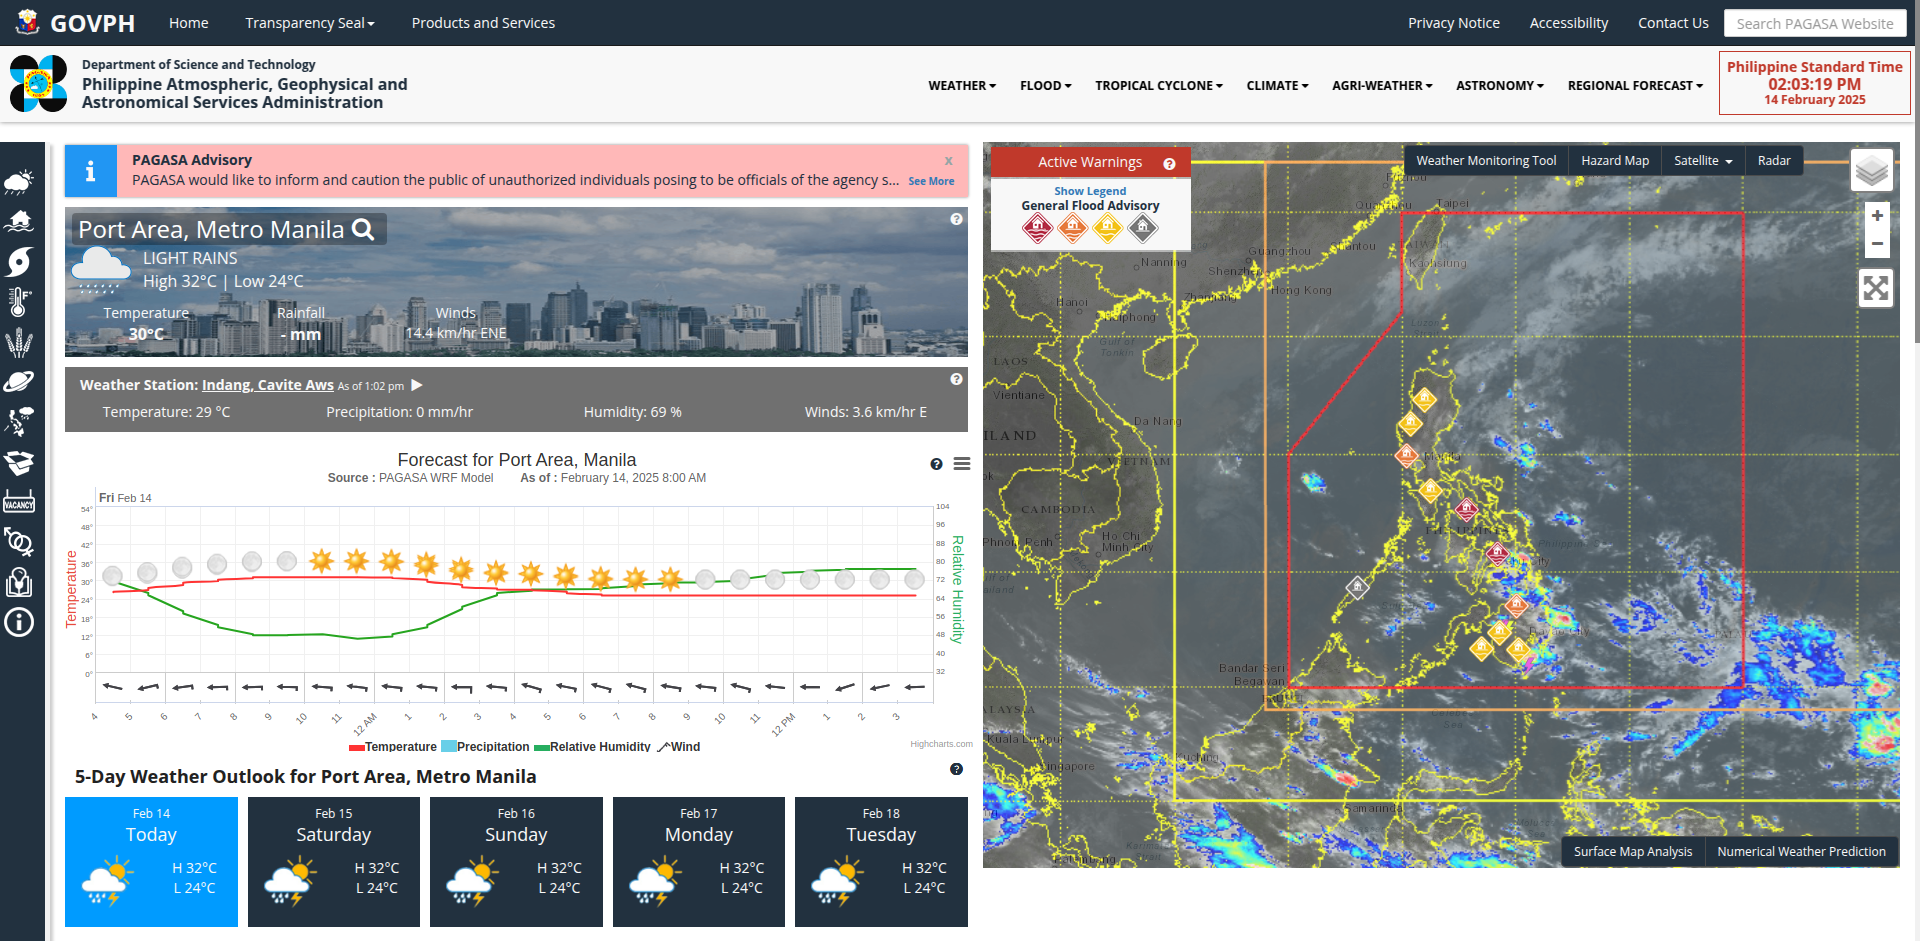 GOVPH
Home
Transparency Seal
Products and Services
Privacy Notice
Accessibility
Contact Us
Search PAGASA Website
Department of Science and Technology
Philippine Atmospheric, Geophysical and
Astronomical Services Administration
WEATHER
FLOOD
TROPICAL CYCLONE
CLIMATE
AGRI-WEATHER
ASTRONOMY
REGIONAL FORECAST
Philippine Standard Time
02:03:19 PM
14 February 2025
VACANCY
PAGASA Advisory
x
PAGASA would like to inform and caution the public of unauthorized individuals posing to be officials of the agency s...
See More
Port Area, Metro Manila
LIGHT RAINS
High 32°C | Low 24°C
Temperature
Rainfall
Winds
30°C
- mm
14.4 km/hr ENE
Weather Station: Indang, Cavite Aws As of 1:02 pm
Temperature: 29 °C
Precipitation: 0 mm/hr
Humidity: 69 %
Winds: 3.6 km/hr E
Forecast for Port Area, Manila
Source : PAGASA WRF Model
As of : February 14, 2025 8:00 AM
Fri Feb 14
Temperature
54°
48°
42°
36°
30°
24°
18°
12°
6°
0°
104
96
88
80
72
64
56
48
40
32
Relative Humidity
4
5
6
7
8
9
10
11
12 AM
1
2
3
4
5
6
7
8
9
10
11
12 PM
1
2
3
Temperature
Precipitation
Relative Humidity
Wind
Highcharts.com
5-Day Weather Outlook for Port Area, Metro Manila
Feb 14
Today
H 32°C
L 24°C
Feb 15
Saturday
H 32°C
L 24°C
Feb 16
Sunday
H 32°C
L 24°C
Feb 17
Monday
H 32°C
L 24°C
Feb 18
Tuesday
H 32°C
L 24°C
Active Warnings
Show Legend
General Flood Advisory
Weather Monitoring Tool
Hazard Map
Satellite
Radar
+
−
Taipei
TAIWAN
Kaohsiung
Guangzhou
Shantou
Nanning
Shenzhen
Hong Kong
Zhanjiang
Hanoi
Haiphong
Gulf of
Tonkin
Luzon
LAOS
Vientiane
Da Nang
VIETNAM
CAMBODIA
Phnom Penh
Ho Chi
Minh City
Manila
Davao City
Bandar Seri
Begawan
Celebes
Sea
Kuala Lumpur
Singapore
Kuching
Samarinda
Surface Map Analysis
Numerical Weather Prediction